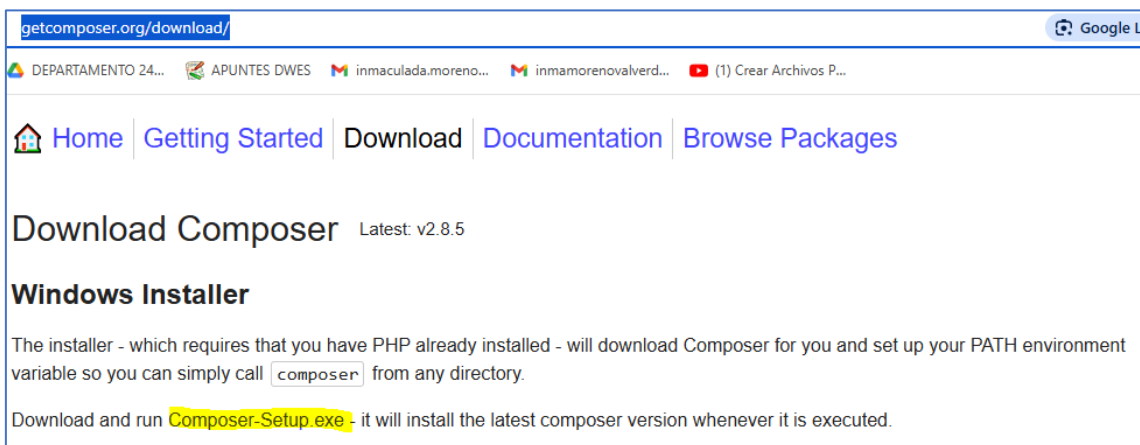 getcomposer.org/download/
Google L
DEPARTAMENTO 24... APUNTES DWES inmaculada.moreno... inmamorenovalverd... (1) Crear Archivos P...
Home Getting Started Download Documentation Browse Packages
Download Composer Latest: v2.8.5
Windows Installer
The installer - which requires that you have PHP already installed - will download Composer for you and set up your PATH environment
variable so you can simply call composer from any directory.
Download and run Composer-Setup.exe - it will install the latest composer version whenever it is executed.